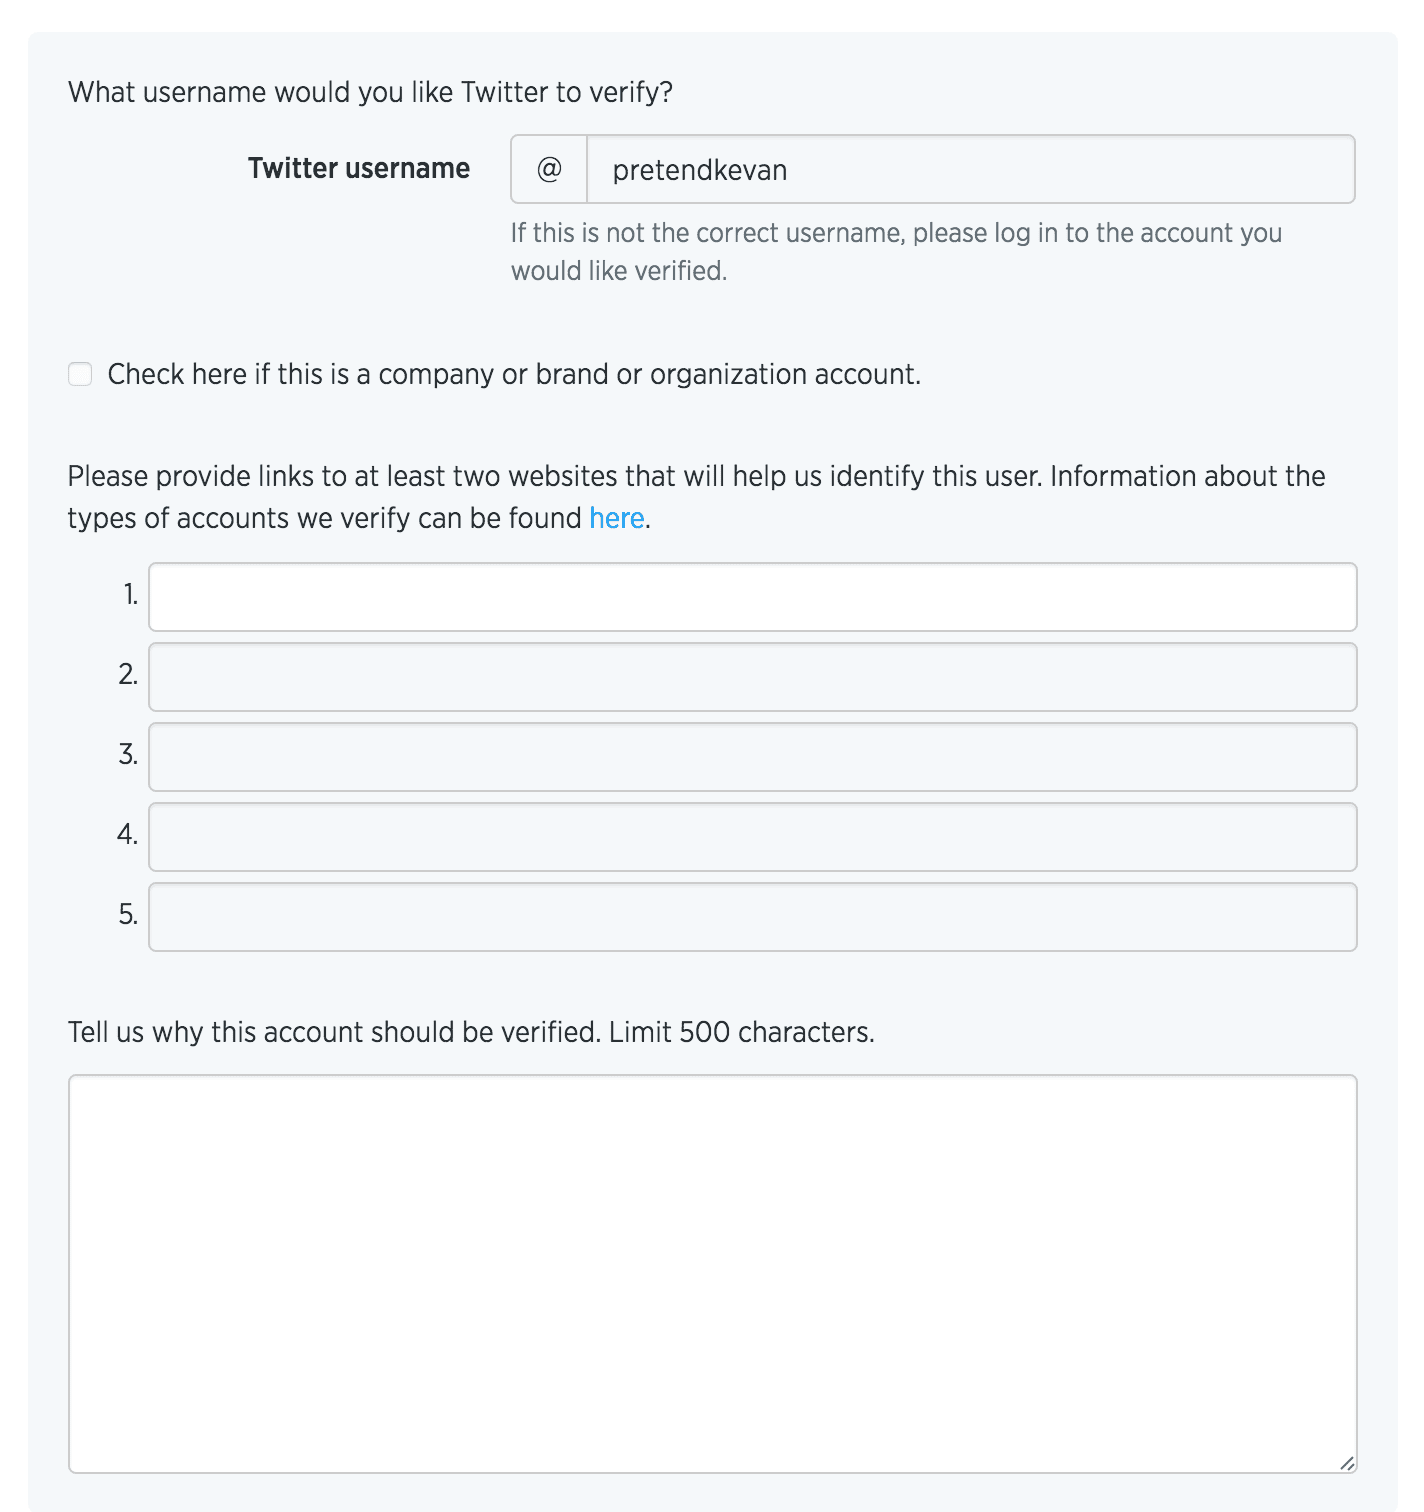 What username would you like Twitter to verify?
Twitter username @ pretendkevan
If this is not the correct username, please log in to the account you
would like verified.
Check here if this is a company or brand or organization account.
Please provide links to at least two websites that will help us identify this user. Information about the
types of accounts we verify can be found here.
1.
2.
3.
4.
5.
Tell us why this account should be verified. Limit 500 characters.